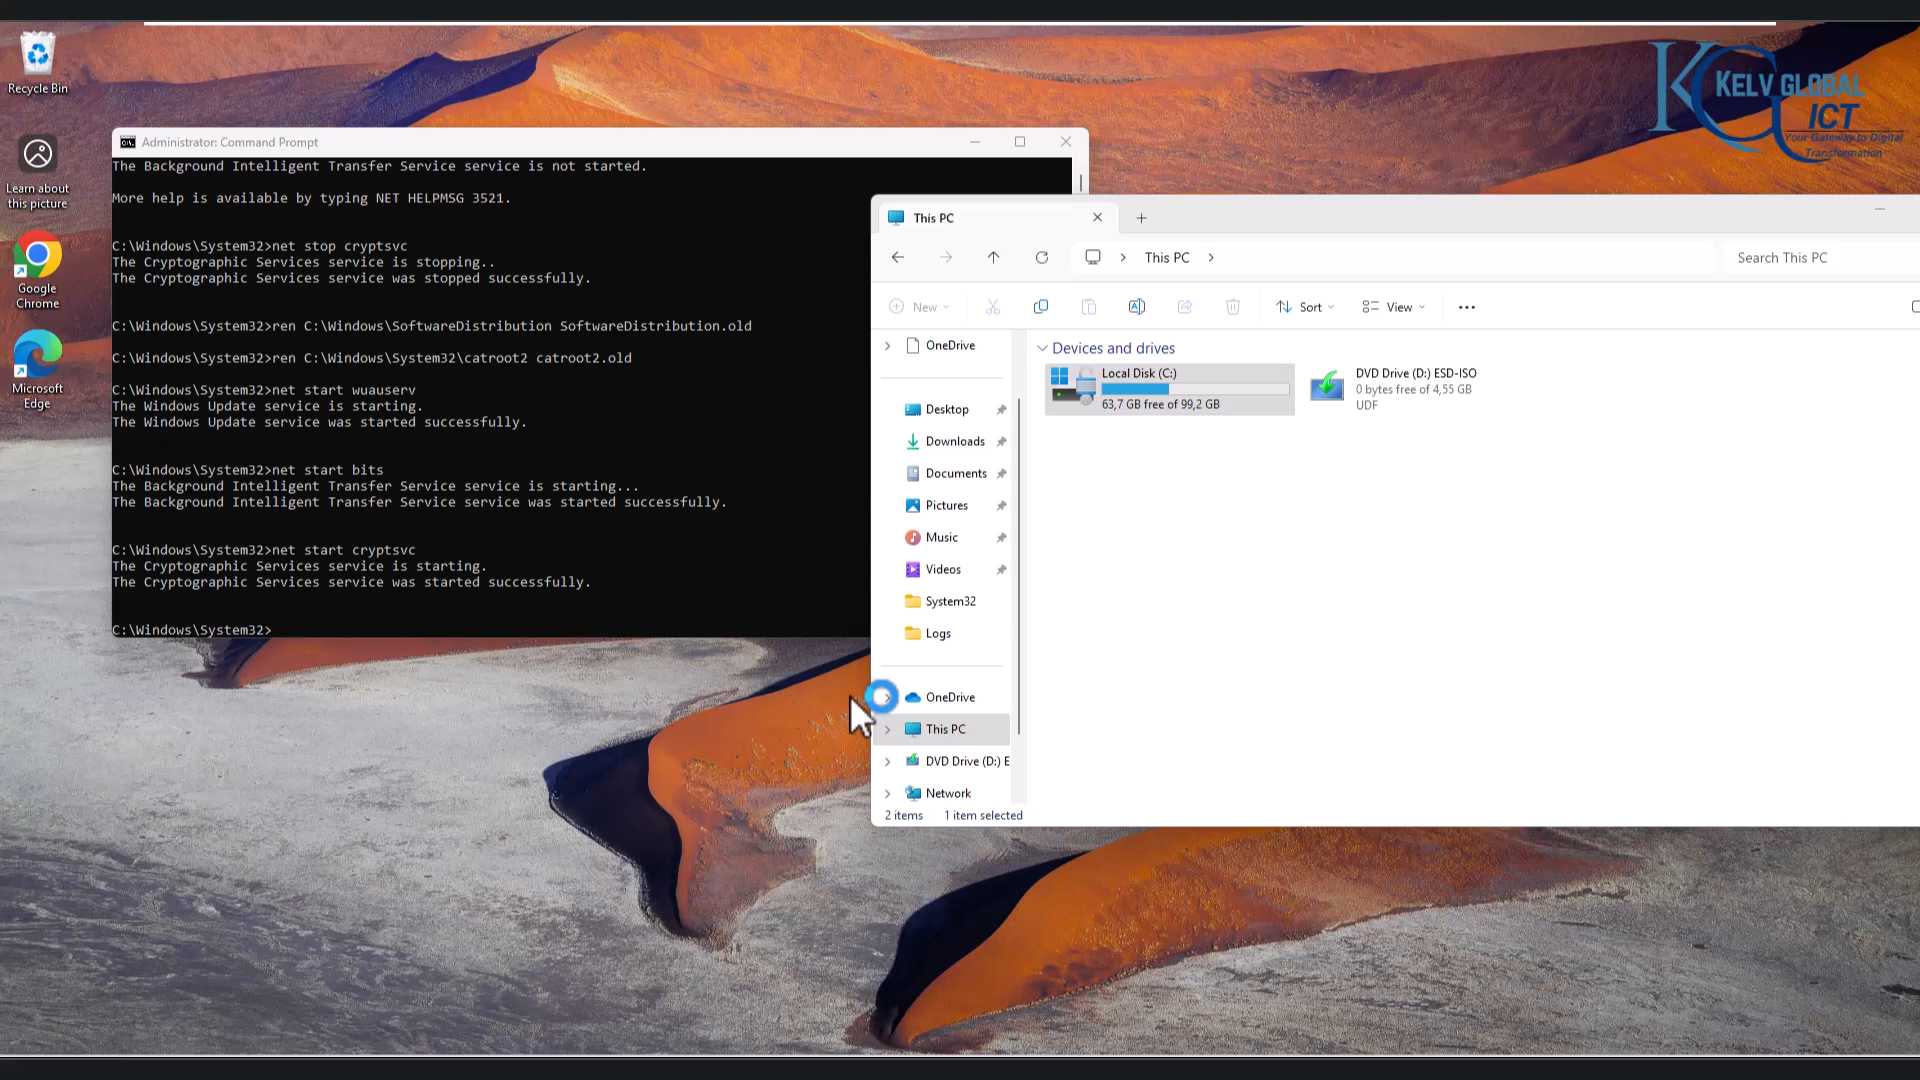 Recycle Bin
Learn about
this picture
Google
Chrome
Microsoft
Edge
KELV GLOBAL
ICT
Your Gateway to Digital
Transformation
Administrator: Command Prompt
The Background Intelligent Transfer Service service is not started.
More help is available by typing NET HELPMSG 3521.
C:\Windows\System32>net stop cryptsvc
The Cryptographic Services service is stopping..
The Cryptographic Services service was stopped successfully.
C:\Windows\System32>ren C:\Windows\SoftwareDistribution SoftwareDistribution.old
C:\Windows\System32>ren C:\Windows\System32\catroot2 catroot2.old
C:\Windows\System32>net start wuauserv
The Windows Update service is starting.
The Windows Update service was started successfully.
C:\Windows\System32>net start bits
The Background Intelligent Transfer Service service is starting...
The Background Intelligent Transfer Service service was started successfully.
C:\Windows\System32>net start cryptsvc
The Cryptographic Services service is starting.
The Cryptographic Services service was started successfully.
C:\Windows\System32>
This PC
This PC
Search This PC
New
Sort
View
OneDrive
Desktop
Downloads
Documents
Pictures
Music
Videos
System32
Logs
OneDrive
This PC
DVD Drive (D:) E
Network
Devices and drives
Local Disk (C:)
63,7 GB free of 99,2 GB
DVD Drive (D:) ESD-ISO
0 bytes free of 4,55 GB
UDF
2 items 1 item selected